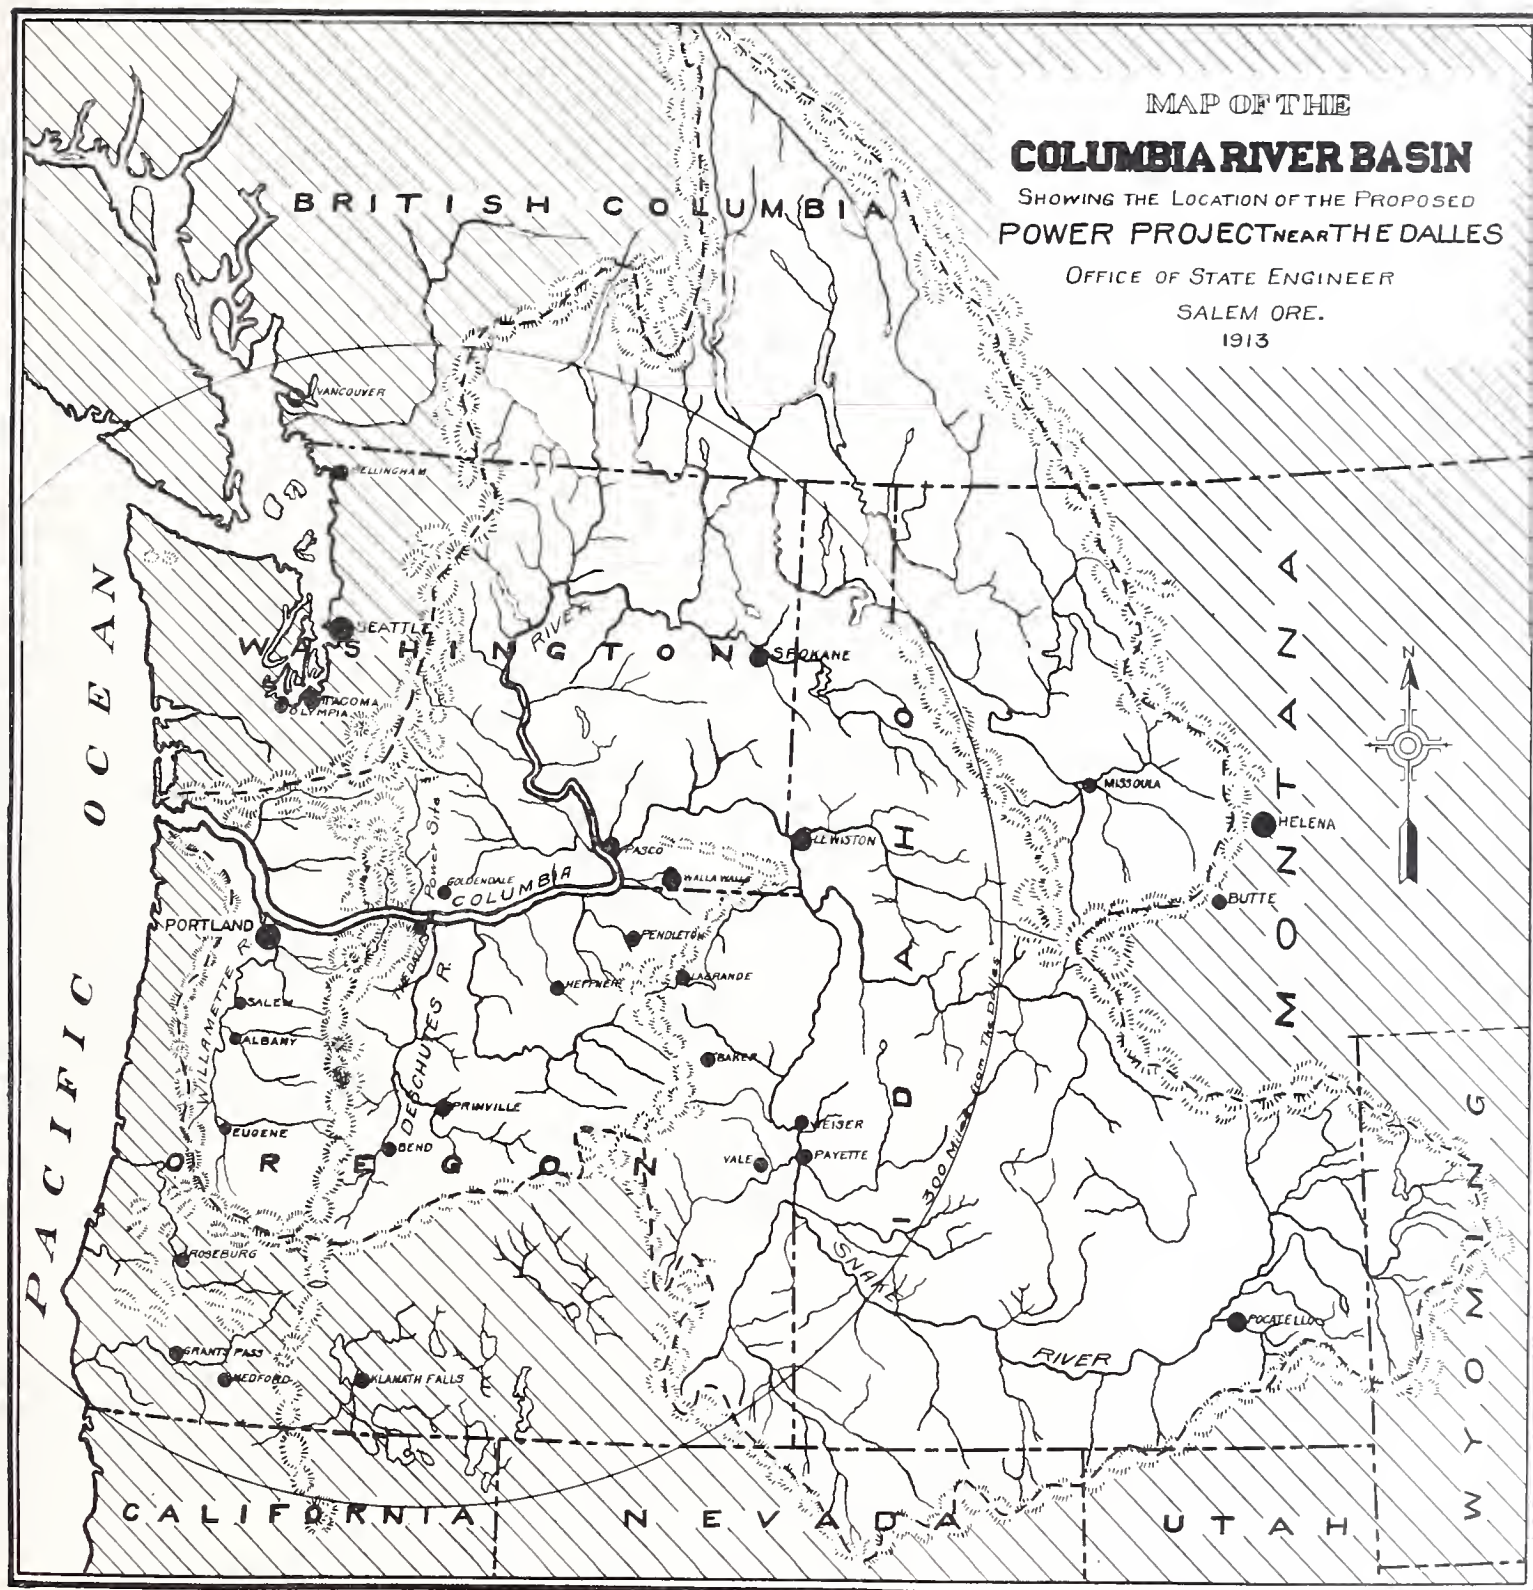 MAP OF THE
COLUMBIA RIVER BASIN
SHOWING THE LOCATION OF THE PROPOSED
POWER PROJECT NEAR THE DALLES
OFFICE OF STATE ENGINEER
SALEM ORE.
1913
BRITISH COLUMBIA
VANCOUVER
ELLINGHAM
SEATTLE
WASHINGTON
RIVER
SPOKANE
TACOMA
OLYMPIA
PACIFIC OCEAN
MONTANA
N
MISSOULA
HELENA
BUTTE
Power Site
PASCO
LEWISTON
WALLA WALLA
GOLDENDALE
COLUMBIA
PORTLAND
THE DALLES
PENDLETON
HEPPNER
LAGRANDE
IDAHO
300 Miles from The Dalles
WILLAMETTE R.
SALEM
ALBANY
DESCHUTES R.
BAKER
PRINVILLE
EUGENE
BEND
WEISER
VALE
PAYETTE
OREGON
ROSEBURG
SNAKE
RIVER
POCATELLO
WYOMING
GRANTS PASS
MEDFORD
KLAMATH FALLS
CALIFORNIA
NEVADA
UTAH